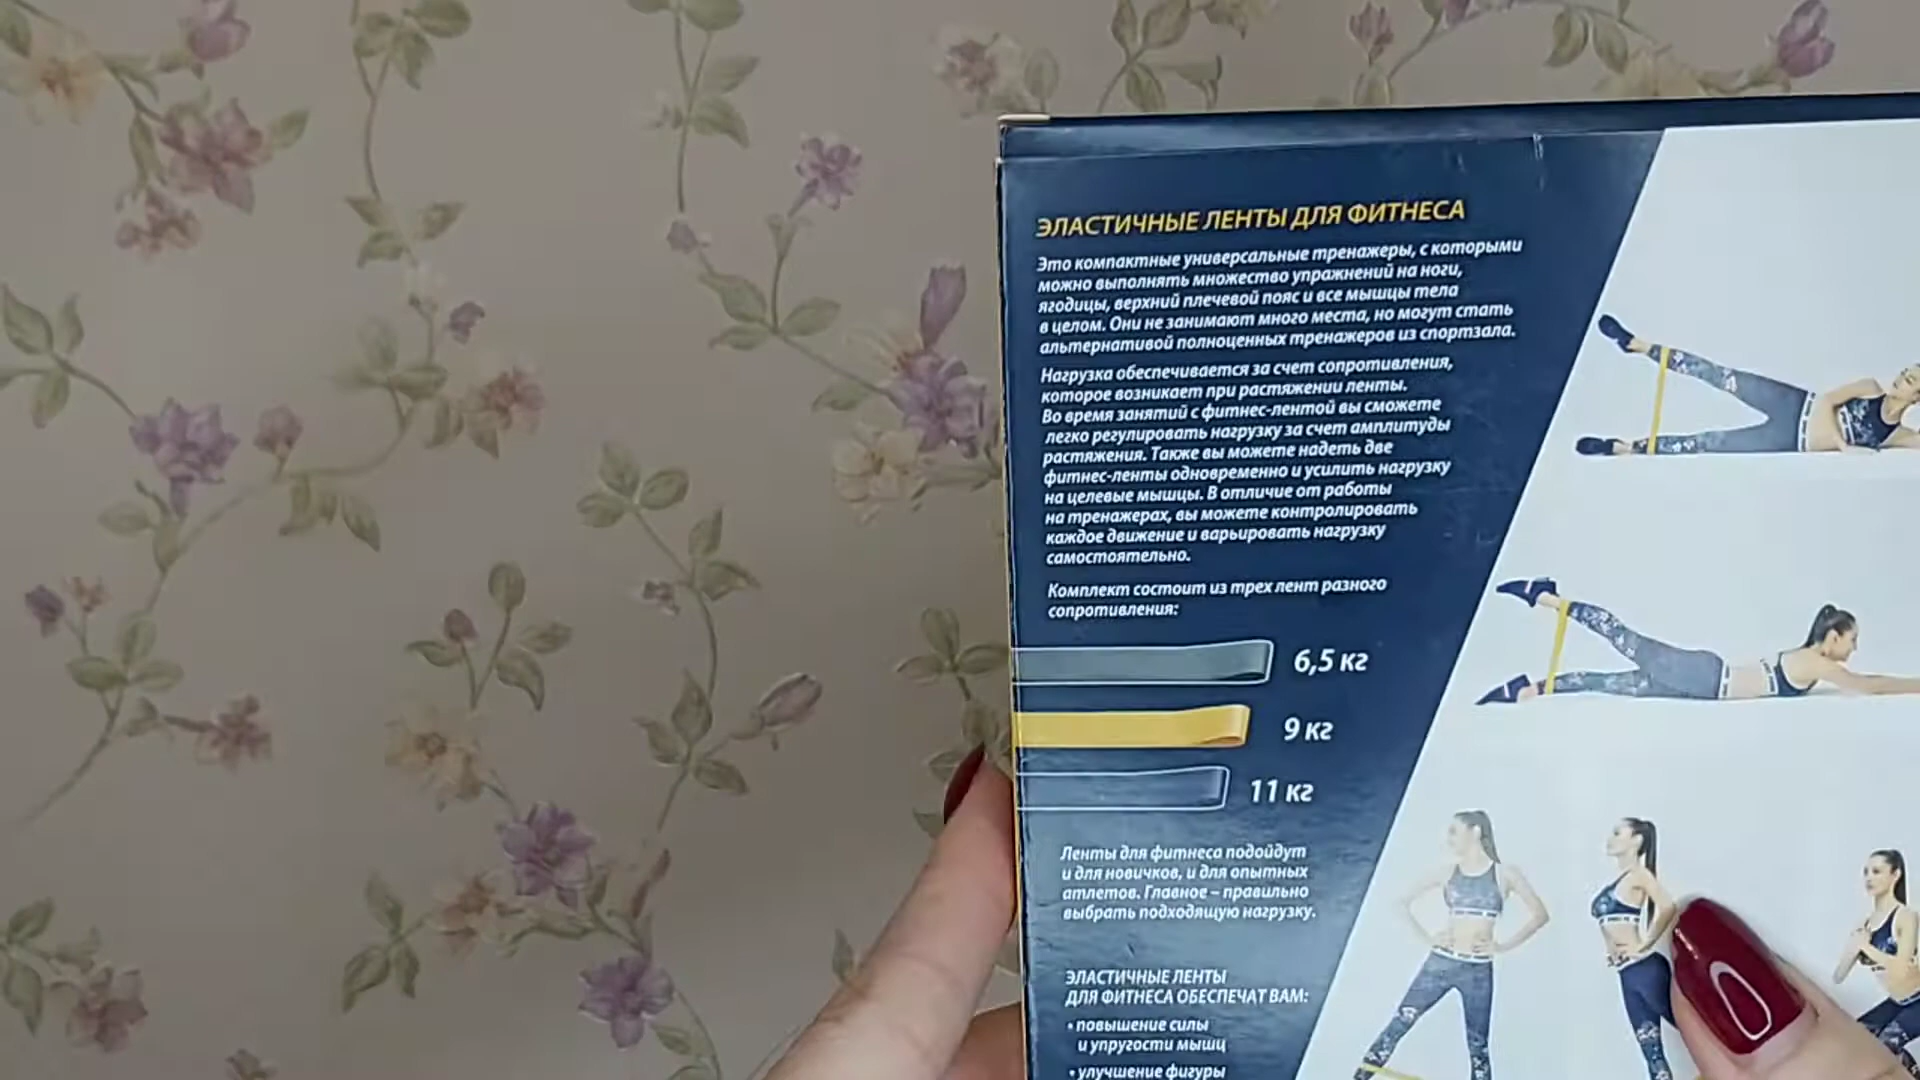 ЭЛАСТИЧНЫЕ ЛЕНТЫ ДЛЯ ФИТНЕСА
Это компактные универсальные тренажеры, с которыми
можно выполнять множество упражнений на ноги,
ягодицы, верхний плечевой пояс и все мышцы тела
в целом. Они не занимают много места, но могут стать
альтернативой полноценных тренажеров из спортзала.
Нагрузка обеспечивается за счет сопротивления,
которое возникает при растяжении ленты.
Во время занятий с фитнес-лентой вы сможете
легко регулировать нагрузку за счет амплитуды
растяжения. Также вы можете надеть две
фитнес-ленты одновременно и усилить нагрузку
на целевые мышцы. В отличие от работы
на тренажерах, вы можете контролировать
каждое движение и варьировать нагрузку
самостоятельно.
Комплект состоит из трех лент разного
сопротивления:
6,5 кг
9 кг
11 кг
Ленты для фитнеса подойдут
и для новичков, и для опытных
атлетов. Главное – правильно
выбрать подходящую нагрузку.
ЭЛАСТИЧНЫЕ ЛЕНТЫ
ДЛЯ ФИТНЕСА ОБЕСПЕЧАТ ВАМ:
• повышение силы
и упругости мышц
• улучшение фигуры